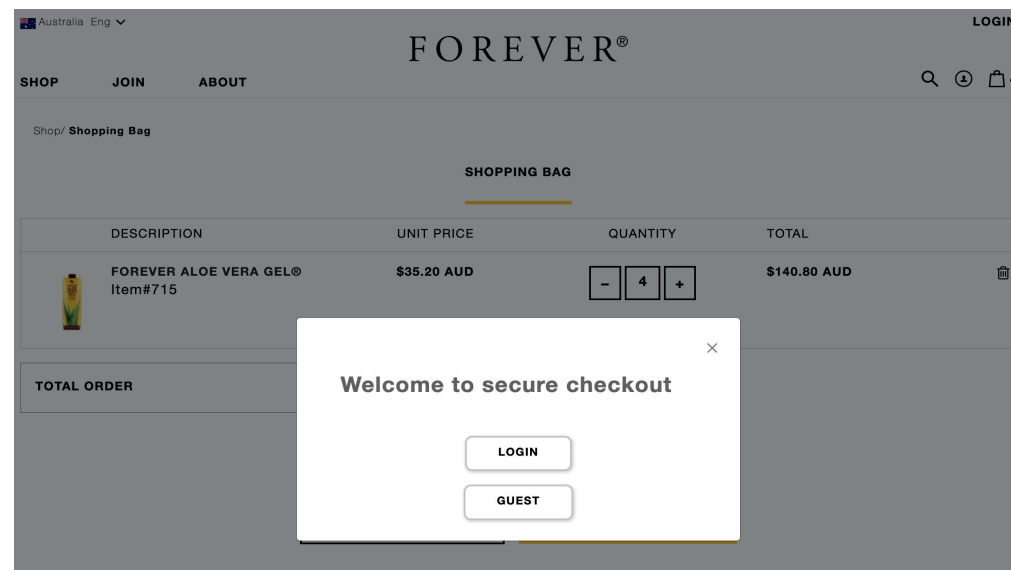 Australia Eng
LOGIN
FOREVER®
SHOP JOIN ABOUT
Shop/ Shopping Bag
SHOPPING BAG
DESCRIPTION UNIT PRICE QUANTITY TOTAL
FOREVER ALOE VERA GEL® $35.20 AUD - 4 + $140.80 AUD
Item#715
TOTAL ORDER
Welcome to secure checkout
LOGIN
GUEST